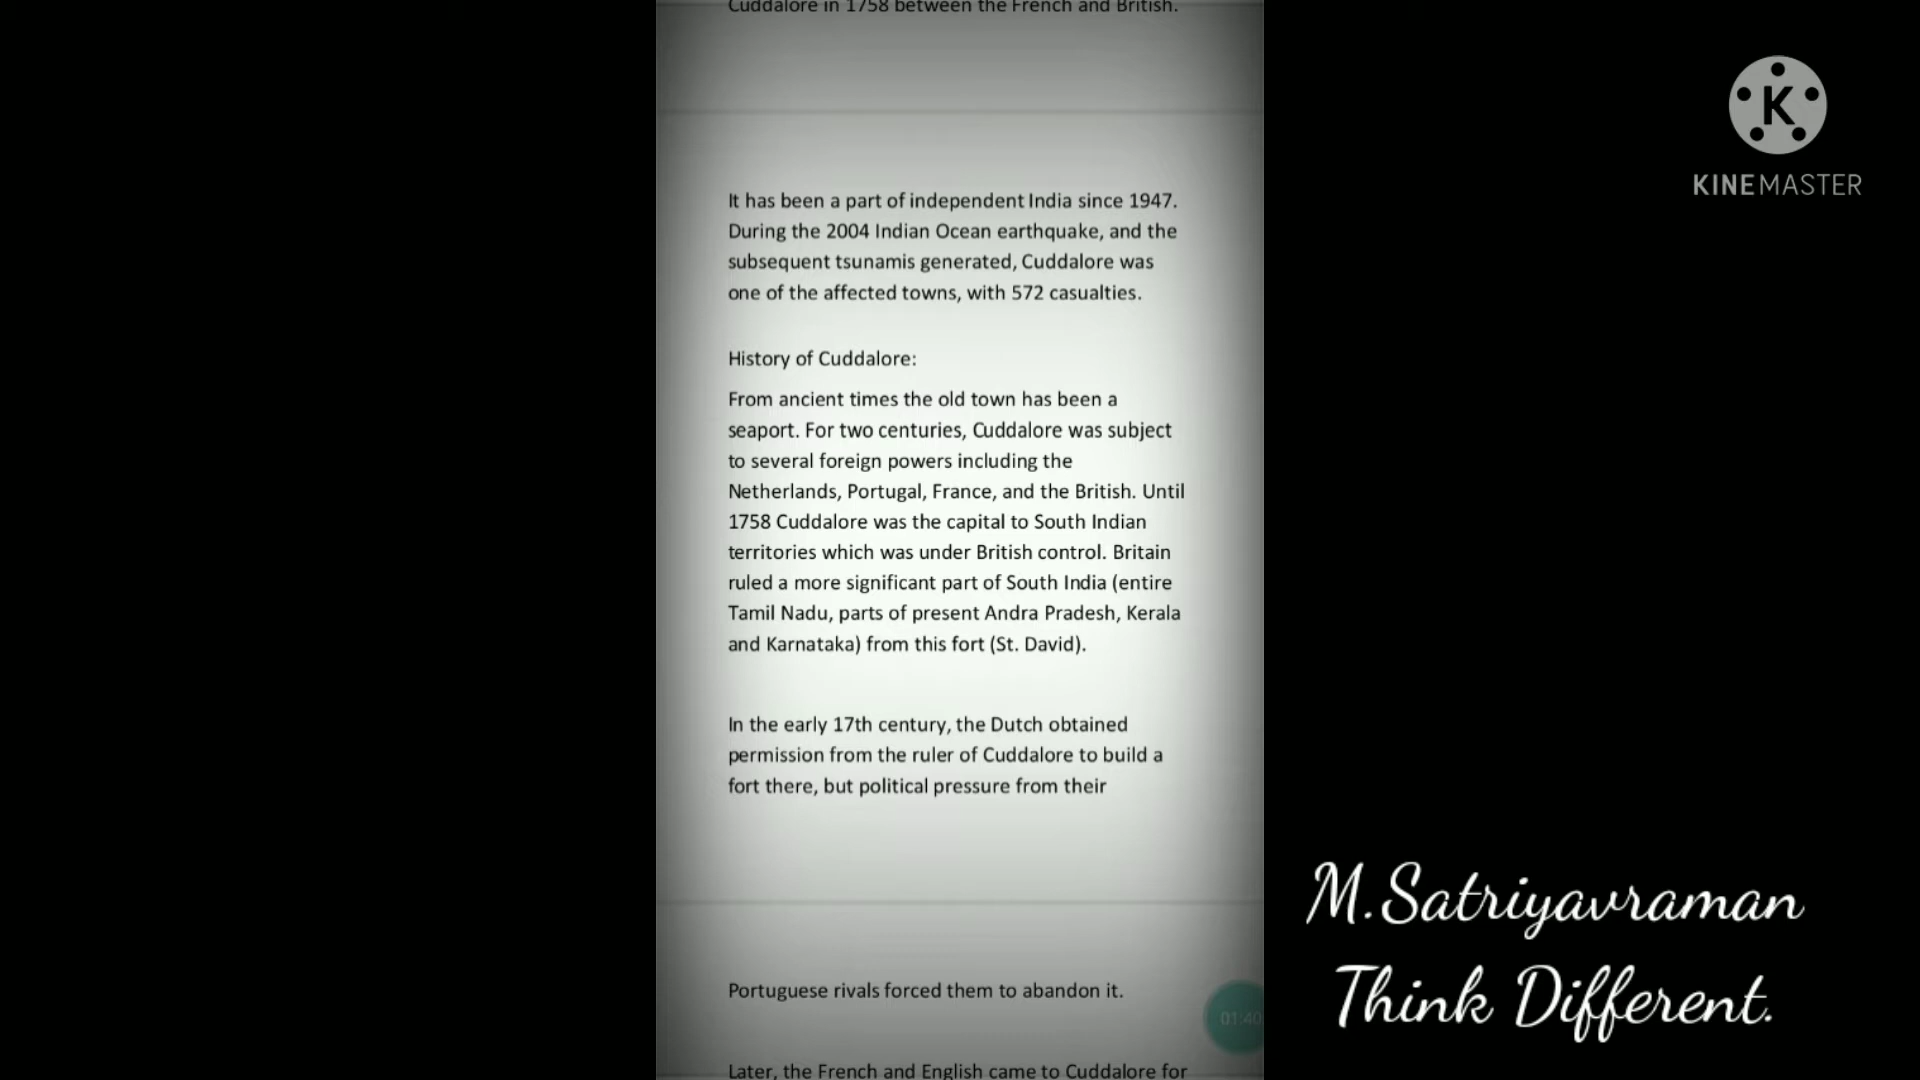 Cuddalore in 1758 between the French and British.
It has been a part of independent India since 1947.
During the 2004 Indian Ocean earthquake, and the
subsequent tsunamis generated, Cuddalore was
one of the affected towns, with 572 casualties.
History of Cuddalore:
From ancient times the old town has been a
seaport. For two centuries, Cuddalore was subject
to several foreign powers including the
Netherlands, Portugal, France, and the British. Until
1758 Cuddalore was the capital to South Indian
territories which was under British control. Britain
ruled a more significant part of South India (entire
Tamil Nadu, parts of present Andra Pradesh, Kerala
and Karnataka) from this fort (St. David).
In the early 17th century, the Dutch obtained
permission from the ruler of Cuddalore to build a
fort there, but political pressure from their
Portuguese rivals forced them to abandon it.
Later, the French and English came to Cuddalore for
01:40
K
KINEMASTER
M.Satriyavraman
Think Different.